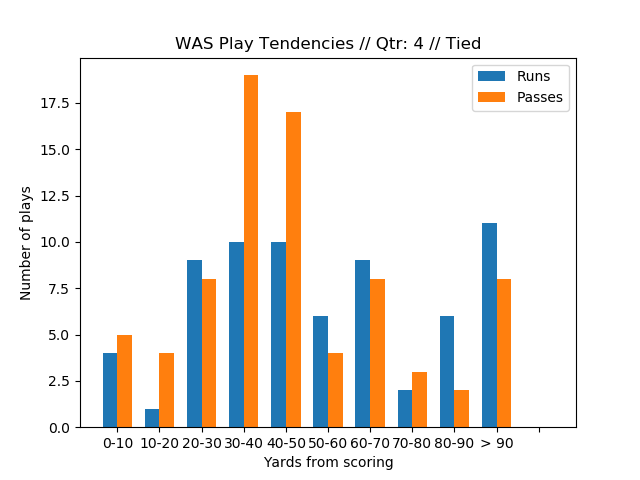 WAS Play Tendencies // Qtr: 4 // Tied
Runs
Passes
Number of plays
17.5
15.0
12.5
10.0
7.5
5.0
2.5
0.0
0-10 10-20 20-30 30-40 40-50 50-60 60-70 70-80 80-90 > 90
Yards from scoring